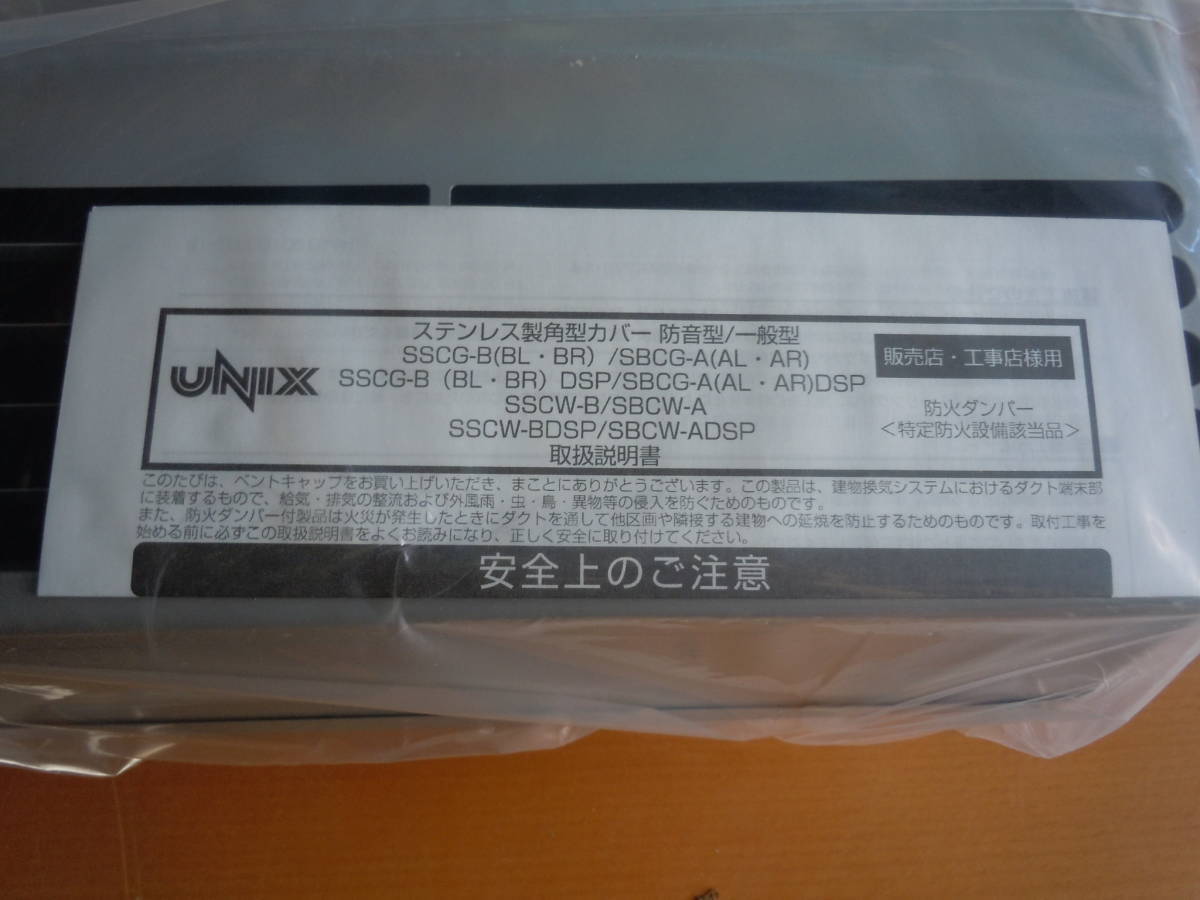 UNIX
ステンレス製角型カバー 防音型/一般型
SSCG-B(BL・BR) /SBCG-A(AL・AR)
SSCG-B (BL・BR) DSP/SBCG-A(AL・AR)DSP
SSCW-B/SBCW-A
SSCW-BDSP/SBCW-ADSP
取扱説明書
販売店・工事店様用
防火ダンパー
＜特定防火設備該当品＞
このたびは、ベントキャップをお買い上げいただき、まことにありがとうございます。この製品は、建物換気システムにおけるダクト端末部
に装着するもので、給気・排気の整流および外風雨・虫・鳥・異物等の侵入を防ぐためのものです。
また、防火ダンパー付製品は火災が発生したときにダクトを通して他区画や隣接する建物への延焼を防止するためのものです。取付工事を
始める前に必ずこの取扱説明書をよくお読みになり、正しく安全に取り付けてください。
安全上のご注意